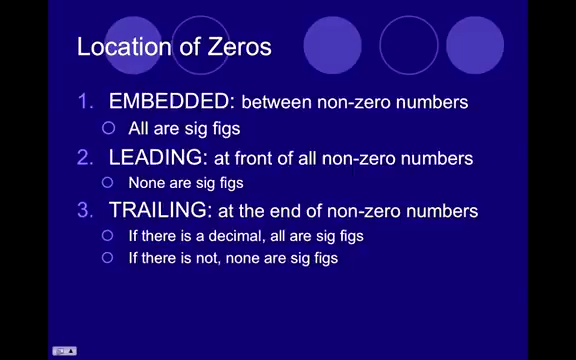 Location of Zeros
1. EMBEDDED: between non-zero numbers
All are sig figs
2. LEADING: at front of all non-zero numbers
None are sig figs
3. TRAILING: at the end of non-zero numbers
If there is a decimal, all are sig figs
If there is not, none are sig figs